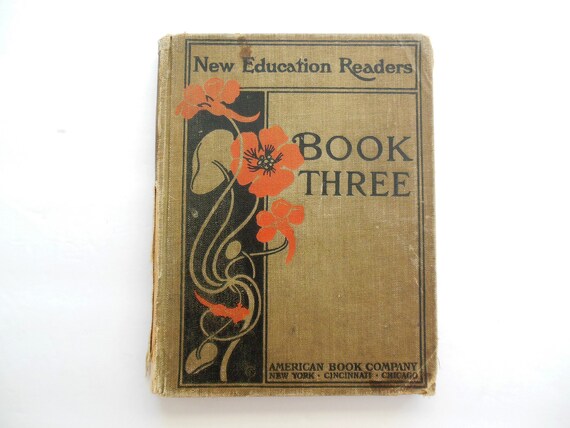 New Education Readers
BOOK
THREE
AMERICAN BOOK COMPANY
NEW YORK · CINCINNATI · CHICAGO